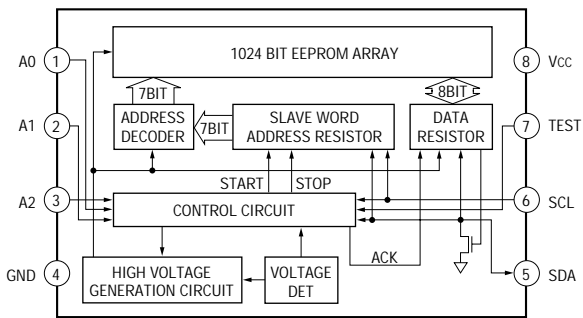 1024 BIT EEPROM ARRAY
A0 1
8 VCC
7BIT
8BIT
ADDRESS
DECODER
7BIT
SLAVE WORD
ADDRESS RESISTOR
DATA
RESISTOR
A1 2
7 TEST
START
STOP
A2 3
CONTROL CIRCUIT
6 SCL
ACK
GND 4
HIGH VOLTAGE
GENERATION CIRCUIT
VOLTAGE
DET
5 SDA